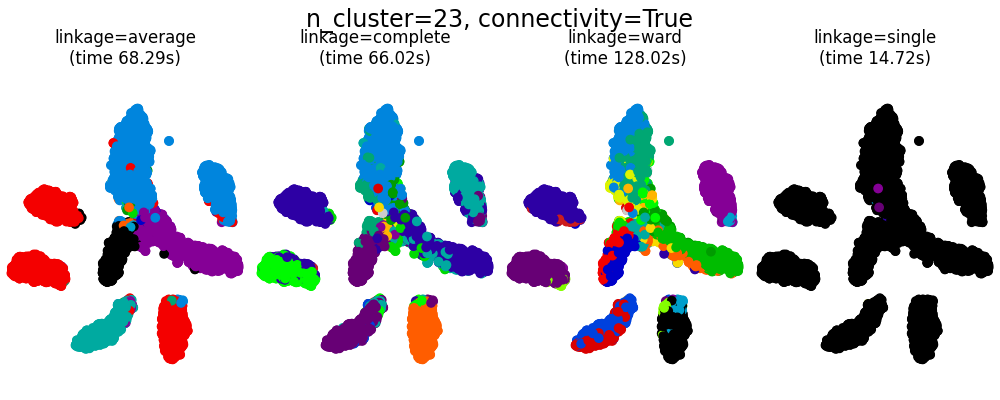 n_cluster=23, connectivity=True
linkage=average
(time 68.29s)
linkage=complete
(time 66.02s)
linkage=ward
(time 128.02s)
linkage=single
(time 14.72s)